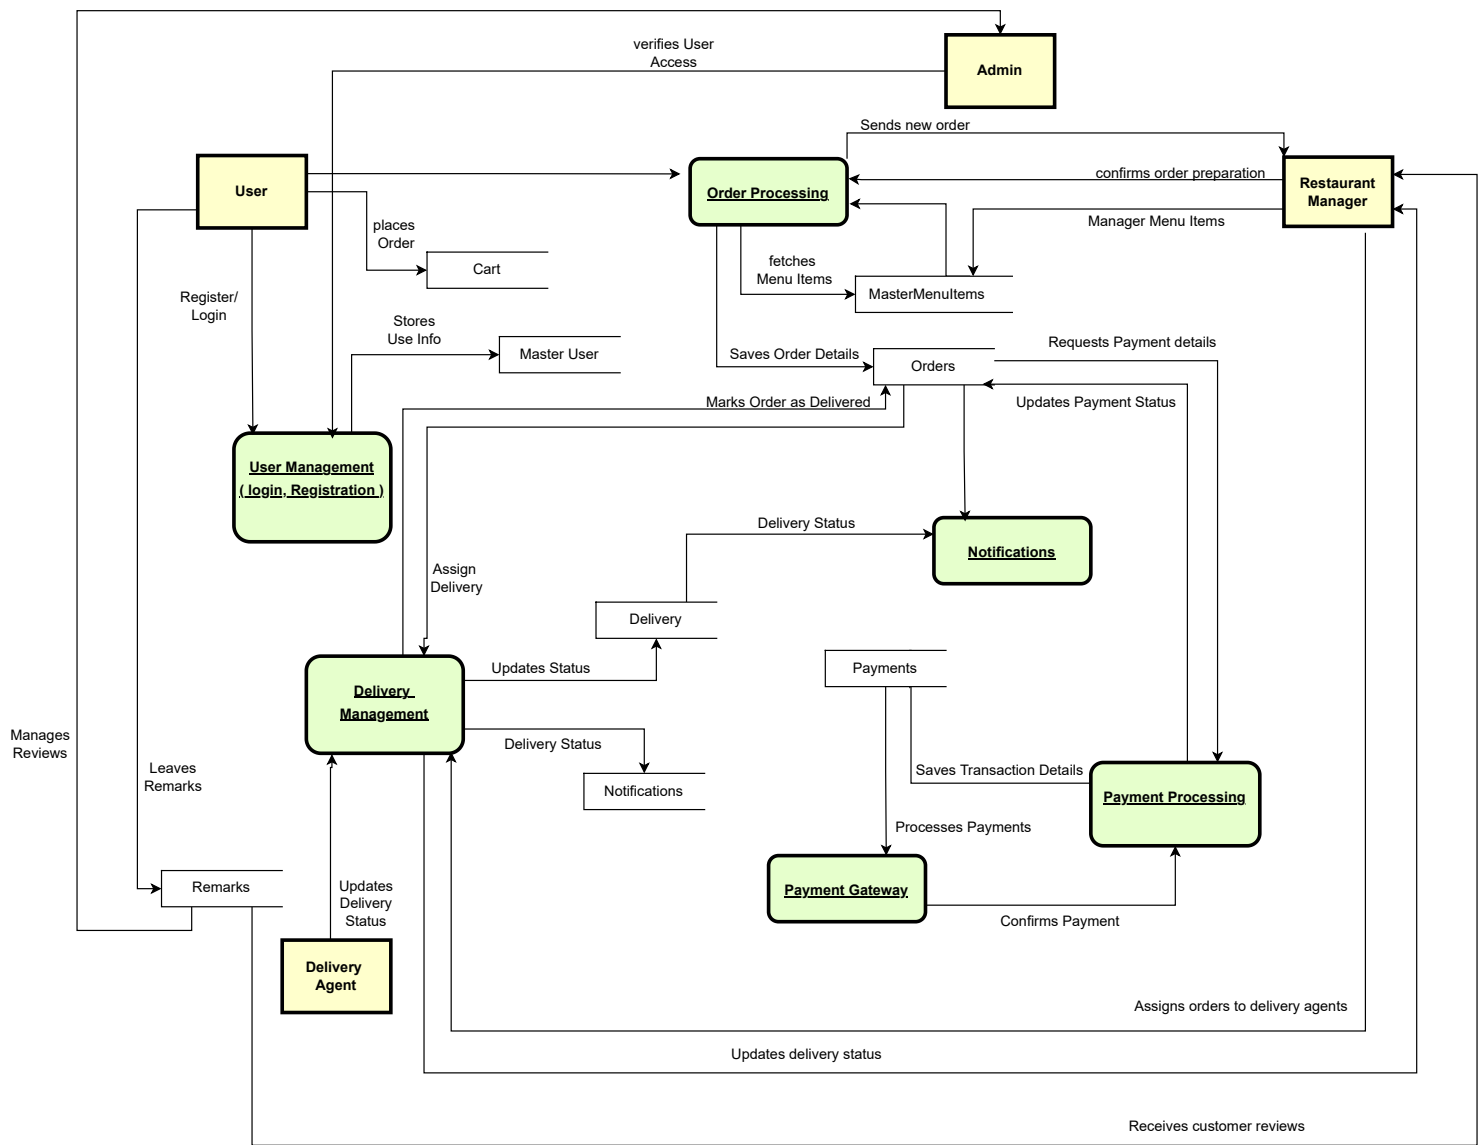 verifies User
Access
Admin
Sends new order
User
Order Processing
confirms order preparation
Restaurant
Manager
Manager Menu Items
places
Order
Cart
fetches
Menu Items
MasterMenuItems
Register/
Login
Stores
Use Info
Master User
Saves Order Details
Orders
Requests Payment details
Marks Order as Delivered
Updates Payment Status
User Management
( login, Registration )
Delivery Status
Notifications
Assign
Delivery
Delivery
Updates Status
Payments
Delivery
Management
Manages
Reviews
Delivery Status
Leaves
Remarks
Notifications
Saves Transaction Details
Payment Processing
Processes Payments
Remarks
Updates
Delivery
Status
Payment Gateway
Confirms Payment
Delivery
Agent
Assigns orders to delivery agents
Updates delivery status
Receives customer reviews